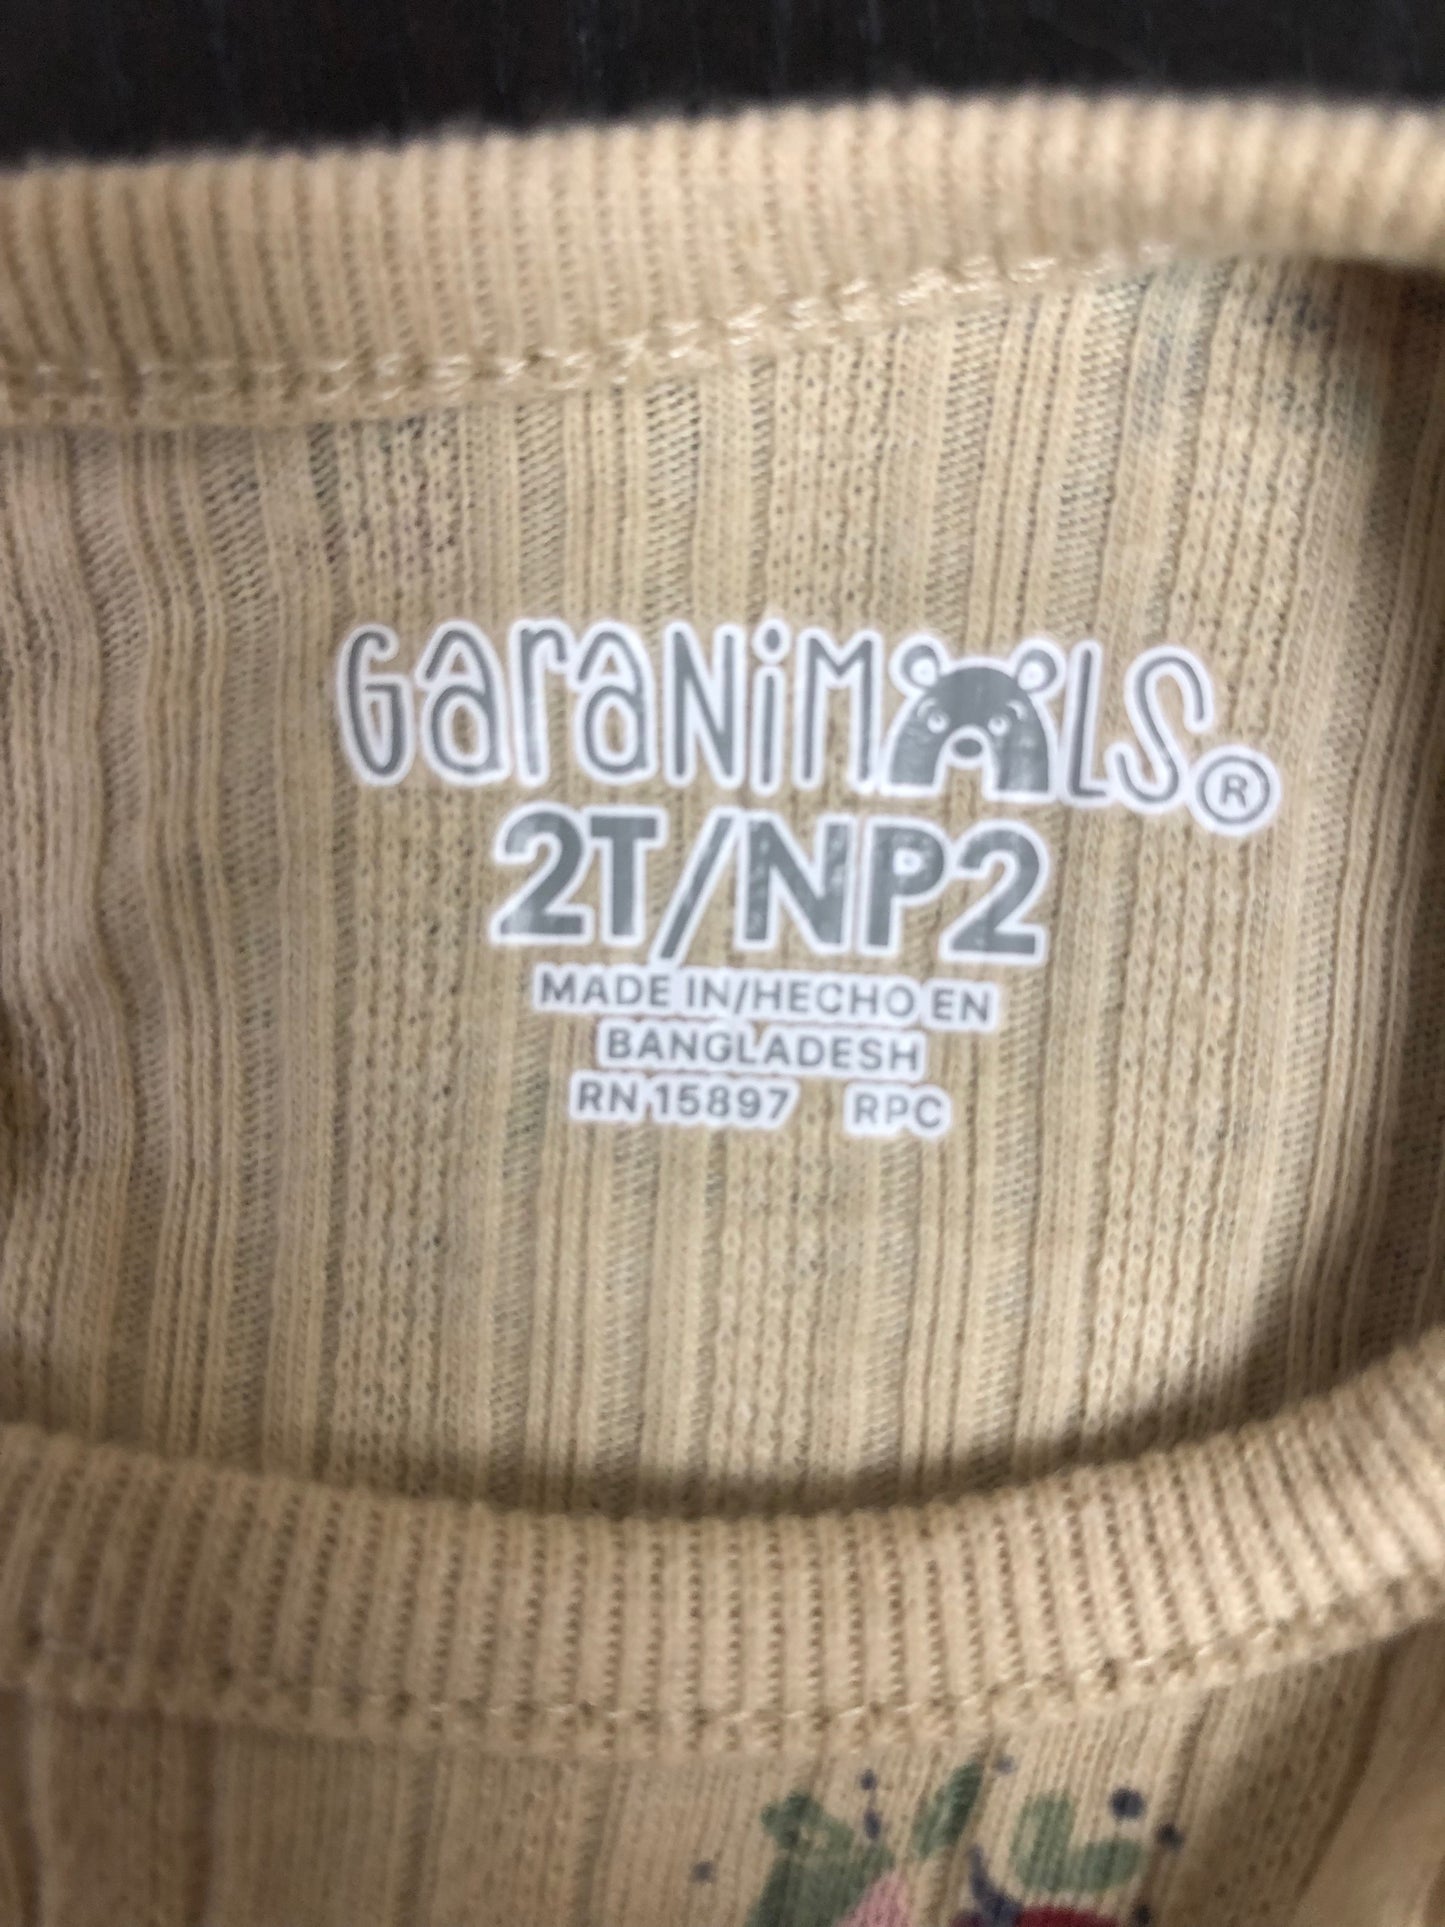 GaraNiMALS®
2T/NP2
MADE IN/HECHO EN
BANGLADESH
RN 15897 RPC